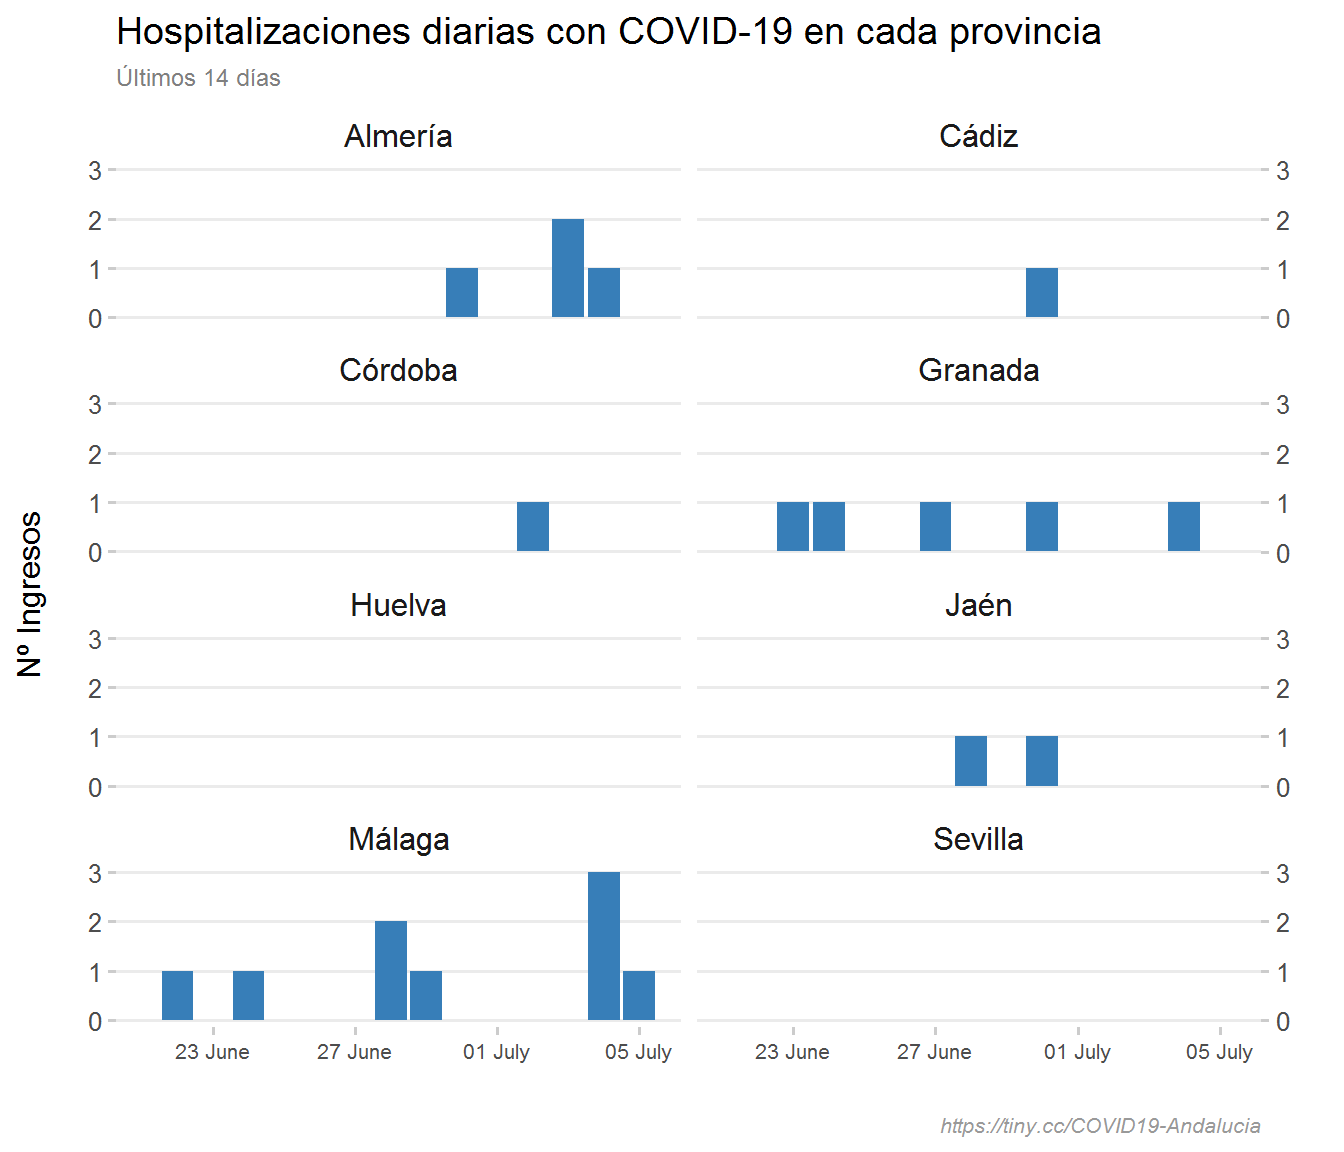 Hospitalizaciones diarias con COVID-19 en cada provincia
Últimos 14 días
Almería
Cádiz
3
2
1
0
3
2
1
0
Córdoba
Granada
3
2
1
0
3
2
1
0
Nº Ingresos
Huelva
Jaén
3
2
1
0
3
2
1
0
Málaga
Sevilla
3
2
1
0
3
2
1
0
23 June 27 June 01 July 05 July
23 June 27 June 01 July 05 July
https://tiny.cc/COVID19-Andalucia